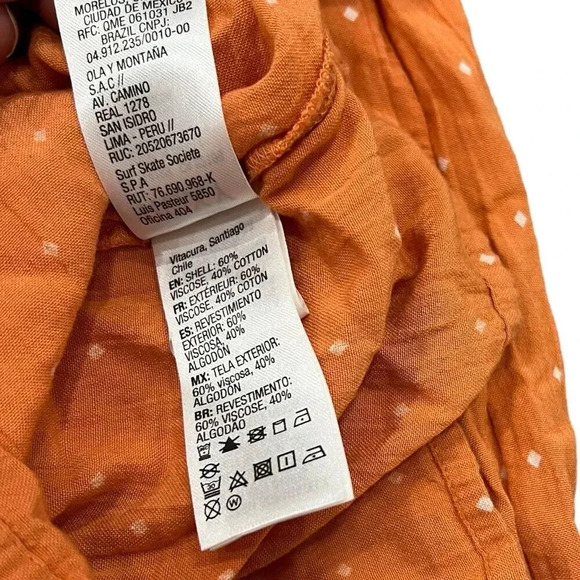 MORELOS,
CIUDAD DE MEXICO
RFC: QME 061031 JB2
BRAZIL CNPJ:
04.912.235/0010-00
OLA Y MONTAÑA
S.A.C //
AV. CAMINO
REAL 1278
SAN ISIDRO
LIMA - PERU //
RUC: 20520673670
Surf Skate Societe
S.P.A
RUT: 76.690.968-K
Luis Pasteur 5850
Oficina 404
Vitacura, Santiago
Chile
EN: SHELL: 60%
VISCOSE, 40% COTTON
FR: EXTÉRIEUR: 60%
VISCOSE, 40% COTON
ES: REVESTIMIENTO
EXTERIOR: 60%
VISCOSA, 40%
ALGODÓN
MX: TELA EXTERIOR:
60% viscosa, 40%
ALGODÓN
BR: REVESTIMENTO:
60% VISCOSE, 40%
ALGODÃO
30
W